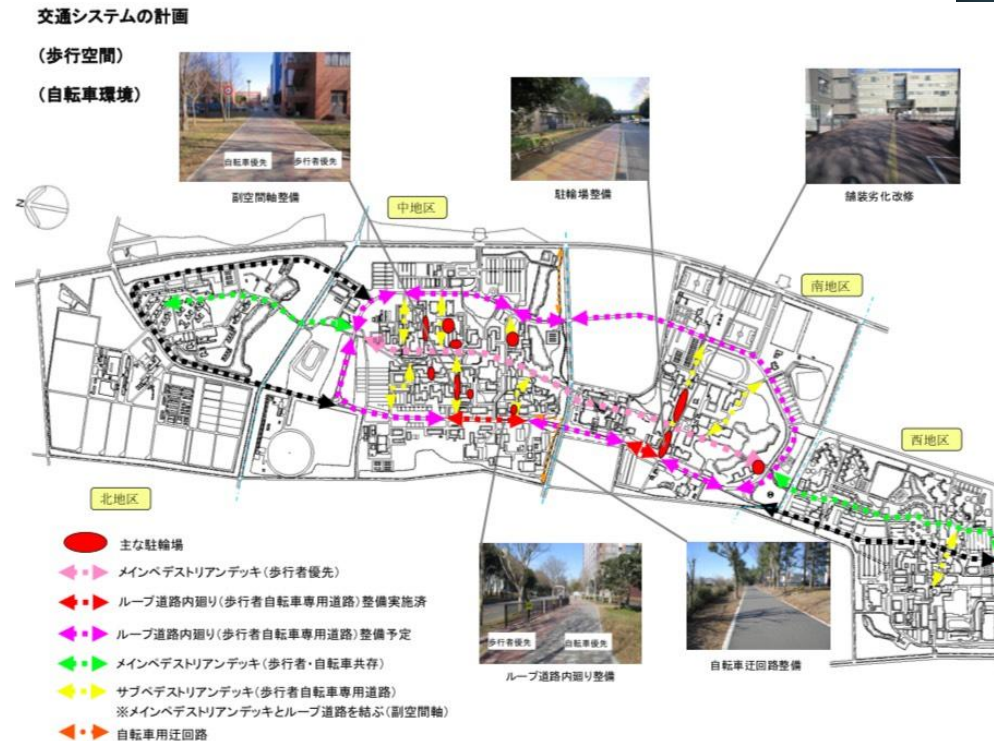 交通システムの計画
(歩行空間)
(自転車環境)
自転車優先
歩行者優先
副空間軸整備
駐輪場整備
舗装劣化改修
N
中地区
南地区
西地区
北地区
主な駐輪場
メインペデストリアンデッキ(歩行者優先)
ループ道路内廻り(歩行者自転車専用道路)整備実施済
ループ道路内廻り(歩行者自転車専用道路)整備予定
メインペデストリアンデッキ(歩行者・自転車共存)
サブペデストリアンデッキ(歩行者自転車専用道路)
※メインペデストリアンデッキとループ道路を結ぶ(副空間軸)
自転車用迂回路
歩行者優先
自転車優先
ループ道路内廻り整備
自転車迂回路整備